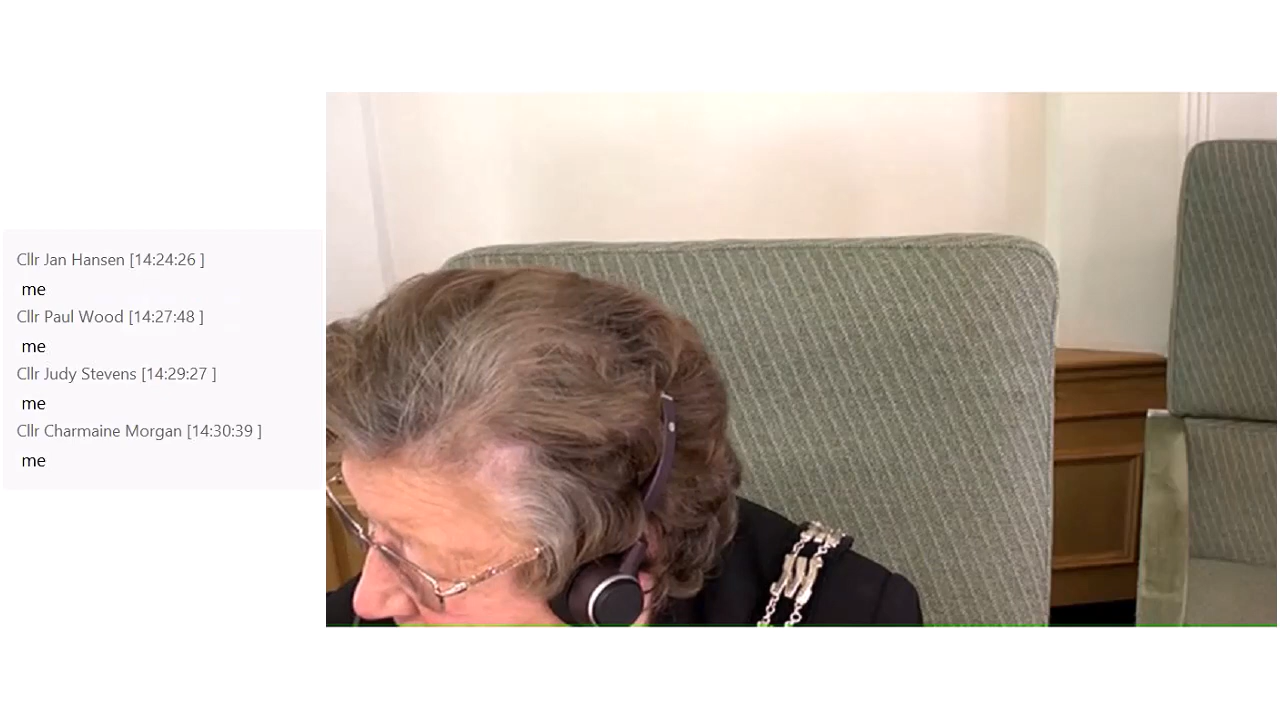 Cllr Jan Hansen [14:24:26 ]
me
Cllr Paul Wood [14:27:48 ]
me
Cllr Judy Stevens [14:29:27 ]
me
Cllr Charmaine Morgan [14:30:39 ]
me